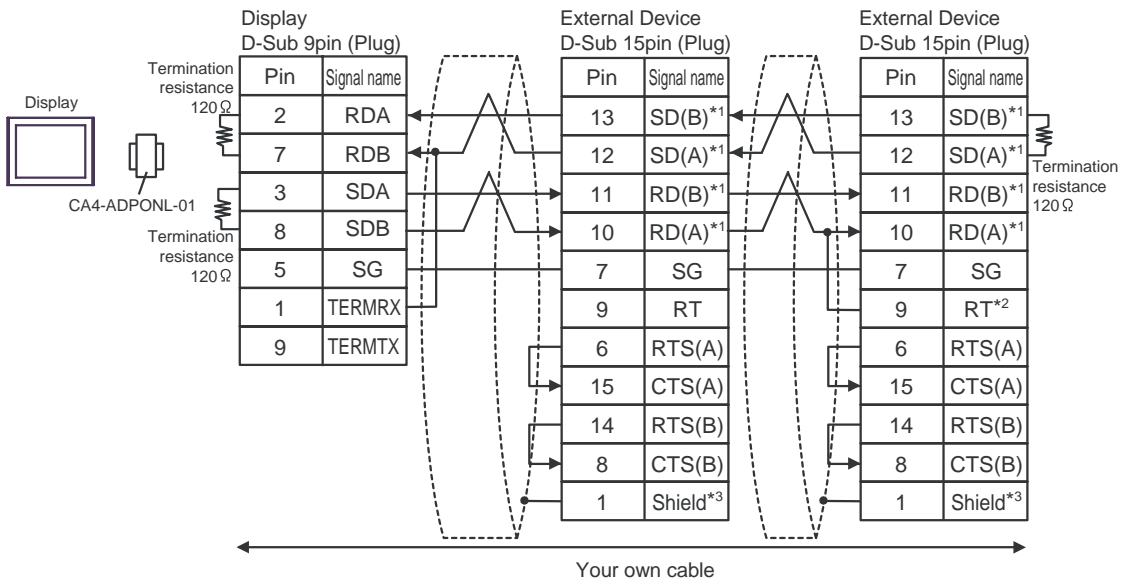 Display
D-Sub 9pin (Plug)
External Device
D-Sub 15pin (Plug)
External Device
D-Sub 15pin (Plug)
Display
CA4-ADPONL-01
Termination
resistance
120Ω
Termination
resistance
120Ω
Pin Signal name
2 RDA
7 RDB
3 SDA
8 SDB
5 SG
1 TERMRX
9 TERMTX
Pin Signal name
13 SD(B)*1
12 SD(A)*1
11 RD(B)*1
10 RD(A)*1
7 SG
9 RT
6 RTS(A)
15 CTS(A)
14 RTS(B)
8 CTS(B)
1 Shield*3
Pin Signal name
13 SD(B)*1
12 SD(A)*1
11 RD(B)*1
10 RD(A)*1
7 SG
9 RT*2
6 RTS(A)
15 CTS(A)
14 RTS(B)
8 CTS(B)
1 Shield*3
Termination
resistance
120Ω
Your own cable